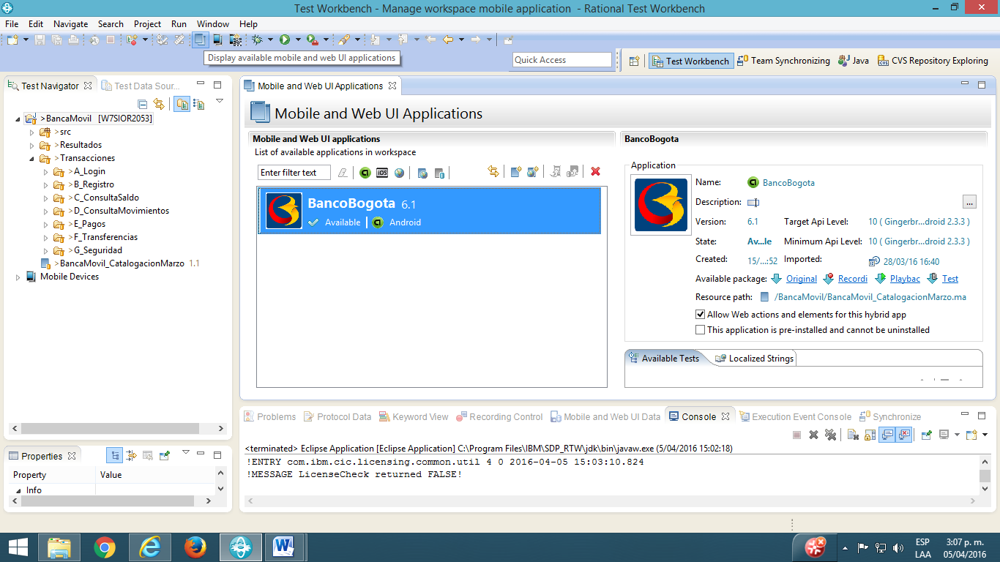 Test Workbench - Manage workspace mobile application - Rational Test Workbench
File Edit Navigate Search Project Run Window Help
Display available mobile and web UI applications
Quick Access
Test Workbench
Team Synchronizing
Java
CVS Repository Exploring
Test Navigator
Test Data Sour...
>BancaMovil [W7SIOR2053]
>src
>Resultados
>Transacciones
>A_Login
>B_Registro
>C_ConsultaSaldo
>D_ConsultaMovimientos
>E_Pagos
>F_Transferencias
>G_Seguridad
>BancaMovil_CatalogacionMarzo 1.1
Mobile Devices
Properties
Property Value
Info
Mobile and Web UI Applications
Mobile and Web UI Applications
Mobile and Web UI applications
List of available applications in workspace
Enter filter text
iOS
BancoBogota 6.1
Available
Android
BancoBogota
Application
Name: BancoBogota
Description:
...
Version: 6.1 Target Api Level: 10 ( Gingerbr...droid 2.3.3 )
State: Av...le Minimum Api Level: 10 ( Gingerbr...droid 2.3.3 )
Created: 15/...:52 Imported: 28/03/16 16:40
Available package: Original Recordi Playbac Test
Resource path: /BancaMovil/BancaMovil_CatalogacionMarzo.ma
Allow Web actions and elements for this hybrid app
This application is pre-installed and cannot be uninstalled
Available Tests
Localized Strings
Problems
Protocol Data
Keyword View
Recording Control
Mobile and Web UI Data
Console
Execution Event Console
Synchronize
<terminated> Eclipse Application [Eclipse Application] C:\Program Files\IBM\SDP_RTW\jdk\bin\javaw.exe (5/04/2016 15:02:18)
!ENTRY com.ibm.cic.licensing.common.util 4 0 2016-04-05 15:03:10.824
!MESSAGE LicenseCheck returned FALSE!
ESP
LAA
3:07 p. m.
05/04/2016